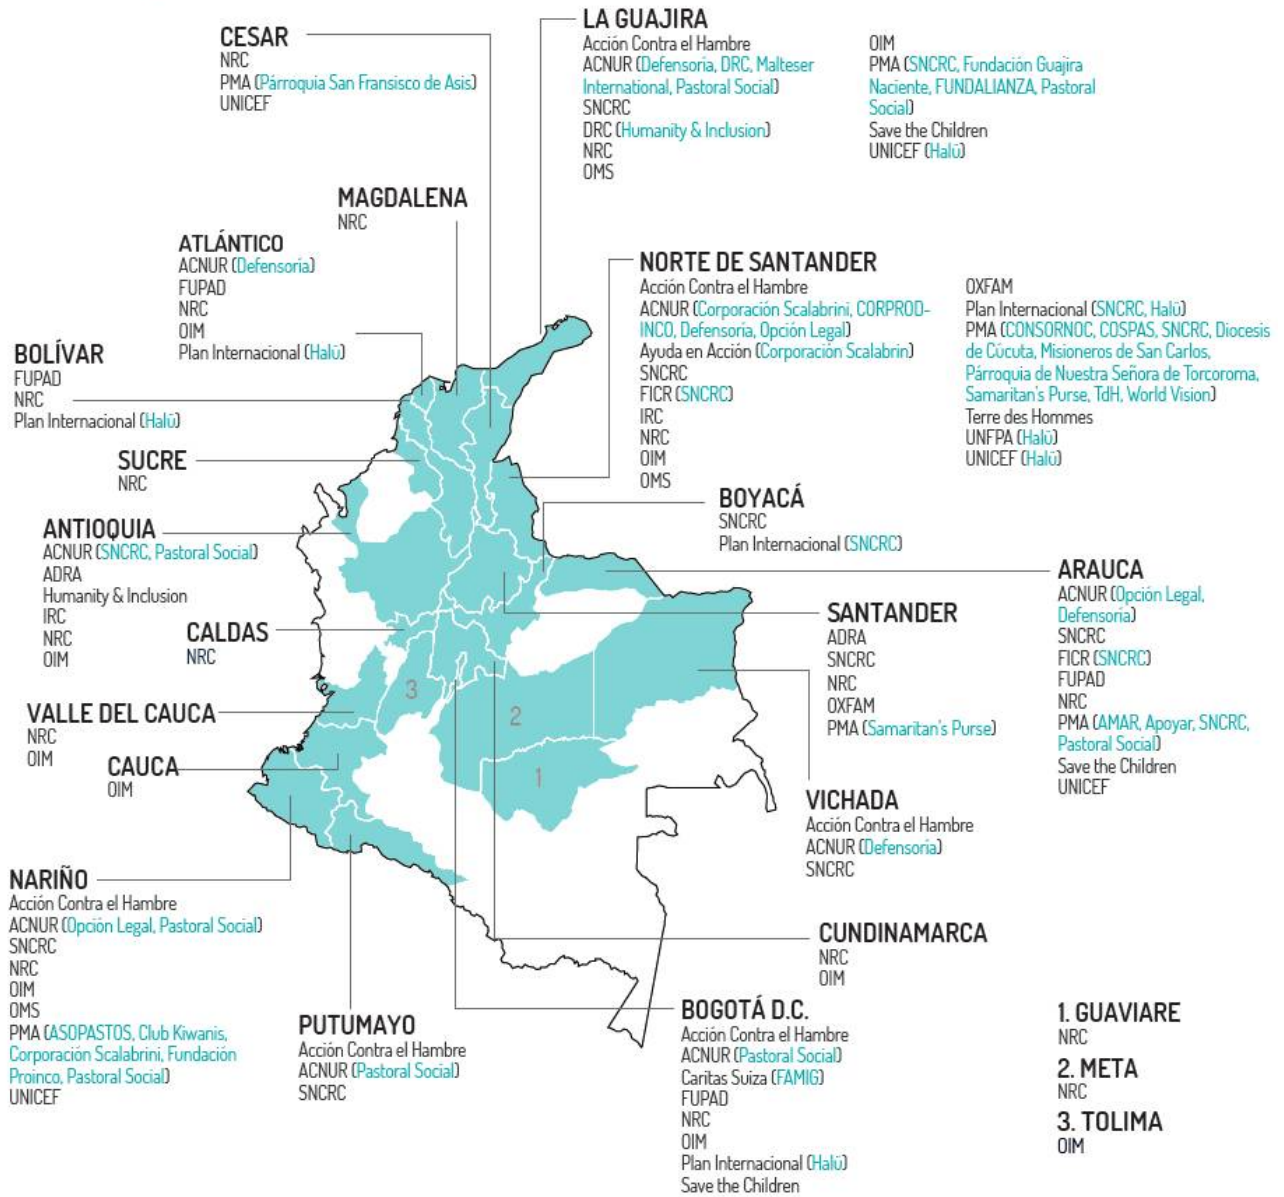 CESAR
NRC
PMA (Párroquia San Fransisco de Asis)
UNICEF
LA GUAJIRA
Acción Contra el Hambre
ACNUR (Defensoría, DRC, Malteser
International, Pastoral Social)
SNCRC
DRC (Humanity & Inclusion)
NRC
OMS
OIM
PMA (SNCRC, Fundación Guajira
Naciente, FUNDALIANZA, Pastoral
Social)
Save the Children
UNICEF (Halü)
MAGDALENA
NRC
ATLÁNTICO
ACNUR (Defensoría)
FUPAD
NRC
OIM
Plan Internacional (Halü)
NORTE DE SANTANDER
Acción Contra el Hambre
ACNUR (Corporación Scalabrini, CORPROD-
INCO, Defensoría, Opción Legal)
Ayuda en Acción (Corporación Scalabrin)
SNCRC
FICR (SNCRC)
IRC
NRC
OIM
OMS
OXFAM
Plan Internacional (SNCRC, Halü)
PMA (CONSORNOC, COSPAS, SNCRC, Diocesis
de Cúcuta, Misioneros de San Carlos,
Párroquia de Nuestra Señora de Torcoroma,
Samaritan's Purse, TdH, World Vision)
Terre des Hommes
UNFPA (Halü)
UNICEF (Halü)
BOLÍVAR
FUPAD
NRC
Plan Internacional (Halü)
SUCRE
NRC
BOYACÁ
SNCRC
Plan Internacional (SNCRC)
ANTIOQUIA
ACNUR (SNCRC, Pastoral Social)
ADRA
Humanity & Inclusion
IRC
NRC
OIM
ARAUCA
ACNUR (Opción Legal,
Defensoría)
SNCRC
FICR (SNCRC)
FUPAD
NRC
PMA (AMAR, Apoyar, SNCRC,
Pastoral Social)
Save the Children
UNICEF
CALDAS
NRC
SANTANDER
ADRA
SNCRC
NRC
OXFAM
PMA (Samaritan's Purse)
3
2
1
VALLE DEL CAUCA
NRC
OIM
CAUCA
OIM
VICHADA
Acción Contra el Hambre
ACNUR (Defensoría)
SNCRC
NARIÑO
Acción Contra el Hambre
ACNUR (Opción Legal, Pastoral Social)
SNCRC
NRC
OIM
OMS
PMA (ASOPASTOS, Club Kiwanis,
Corporación Scalabrini, Fundación
Proinco, Pastoral Social)
UNICEF
CUNDINAMARCA
NRC
OIM
PUTUMAYO
Acción Contra el Hambre
ACNUR (Pastoral Social)
SNCRC
BOGOTÁ D.C.
Acción Contra el Hambre
ACNUR (Pastoral Social)
Caritas Suiza (FAMIG)
FUPAD
NRC
OIM
Plan Internacional (Halü)
Save the Children
1. GUAVIARE
NRC
2. META
NRC
3. TOLIMA
OIM